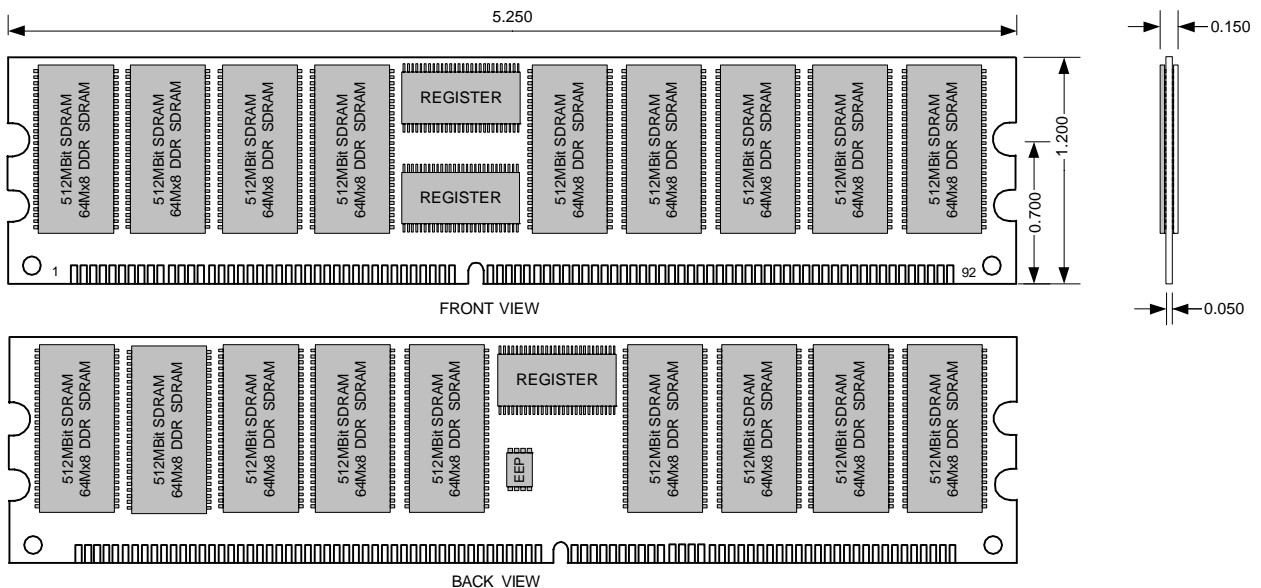 5.250
0.150
512MBit SDRAM
64Mx8 DDR SDRAM
512MBit SDRAM
64Mx8 DDR SDRAM
512MBit SDRAM
64Mx8 DDR SDRAM
512MBit SDRAM
64Mx8 DDR SDRAM
REGISTER
REGISTER
512MBit SDRAM
64Mx8 DDR SDRAM
512MBit SDRAM
64Mx8 DDR SDRAM
512MBit SDRAM
64Mx8 DDR SDRAM
512MBit SDRAM
64Mx8 DDR SDRAM
512MBit SDRAM
64Mx8 DDR SDRAM
0.700
1.200
1
92
FRONT VIEW
0.050
512MBit SDRAM
64Mx8 DDR SDRAM
512MBit SDRAM
64Mx8 DDR SDRAM
512MBit SDRAM
64Mx8 DDR SDRAM
512MBit SDRAM
64Mx8 DDR SDRAM
512MBit SDRAM
64Mx8 DDR SDRAM
REGISTER
EEP
512MBit SDRAM
64Mx8 DDR SDRAM
512MBit SDRAM
64Mx8 DDR SDRAM
512MBit SDRAM
64Mx8 DDR SDRAM
512MBit SDRAM
64Mx8 DDR SDRAM
BACK VIEW